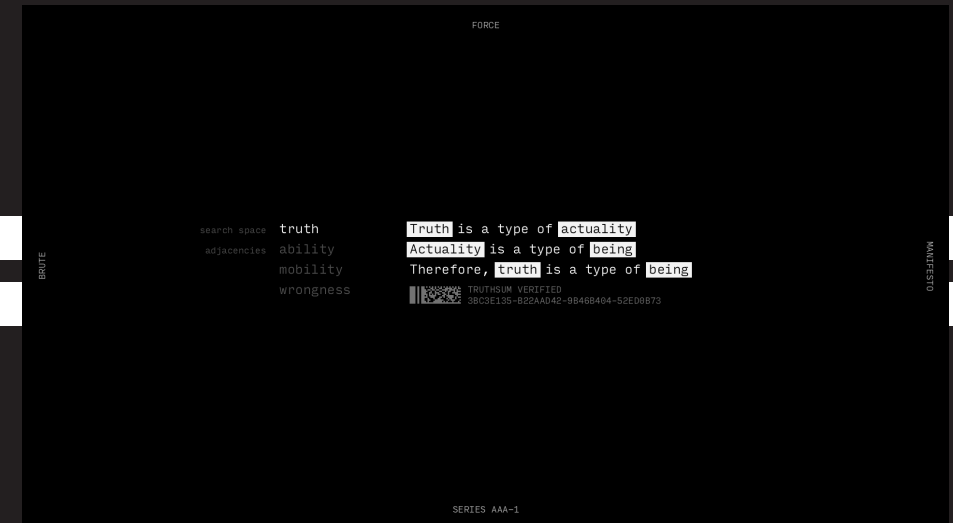 FORCE
search space truth Truth is a type of actuality
adjacencies ability Actuality is a type of being
mobility Therefore, truth is a type of being
wrongness TRUTHSUM VERIFIED
3BC3E135-B22AAD42-9B46B404-52ED0B73
BRUTE
MANIFESTO
SERIES AAA-1